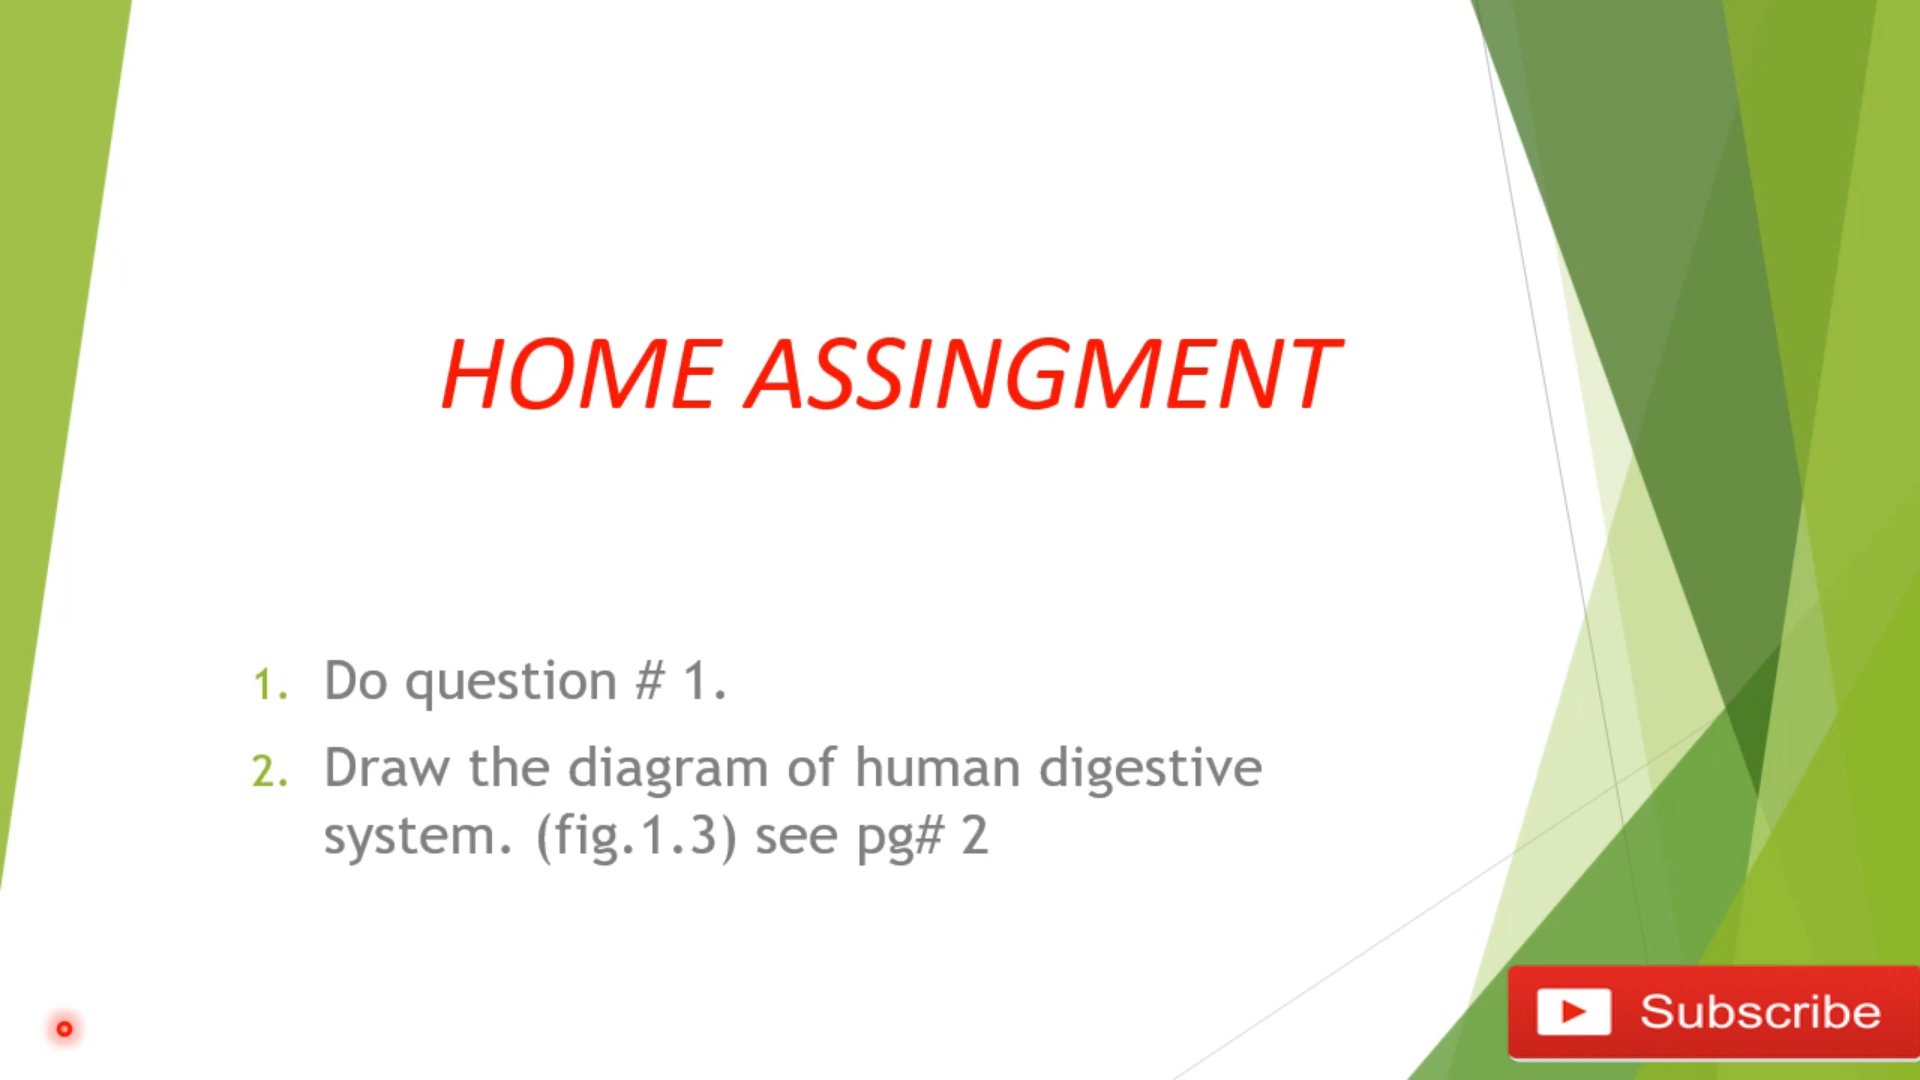 HOME ASSINGMENT
1. Do question # 1.
2. Draw the diagram of human digestive
system. (fig.1.3) see pg# 2
Subscribe